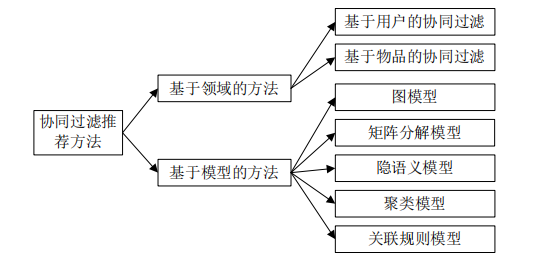 协同过滤推
荐方法
基于领域的方法
基于模型的方法
基于用户的协同过滤
基于物品的协同过滤
图模型
矩阵分解模型
隐语义模型
聚类模型
关联规则模型